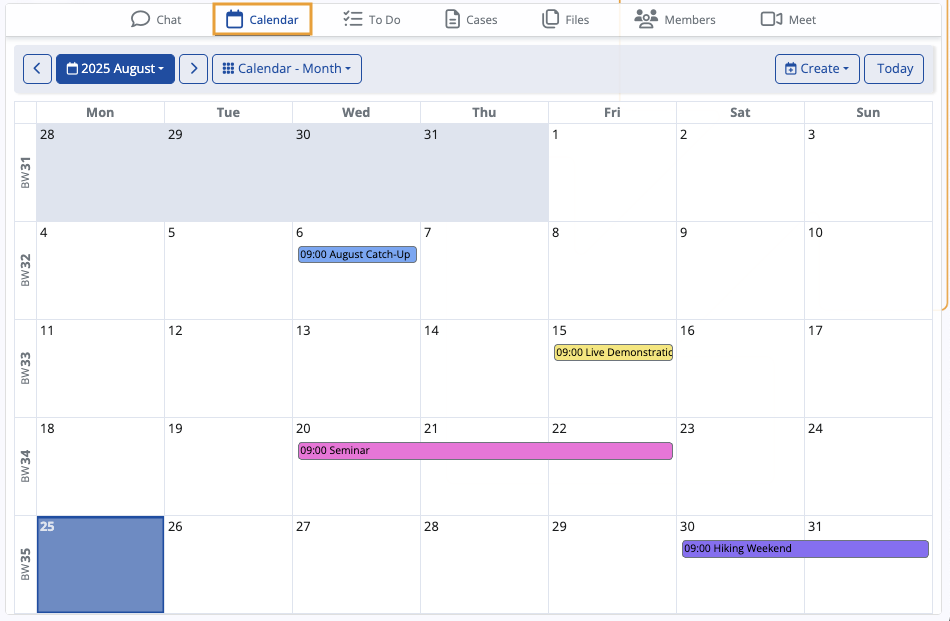 Chat Calendar To Do Cases Files Members Meet
2025 August Calendar - Month Create Today
Mon Tue Wed Thu Fri Sat Sun
BW31 28 29 30 31 1 2 3
BW32 4 5 6 7 8 9 10
09:00 August Catch-Up
BW33 11 12 13 14 15 16 17
09:00 Live Demonstratic
BW34 18 19 20 21 22 23 24
09:00 Seminar
BW35 25 26 27 28 29 30 31
09:00 Hiking Weekend